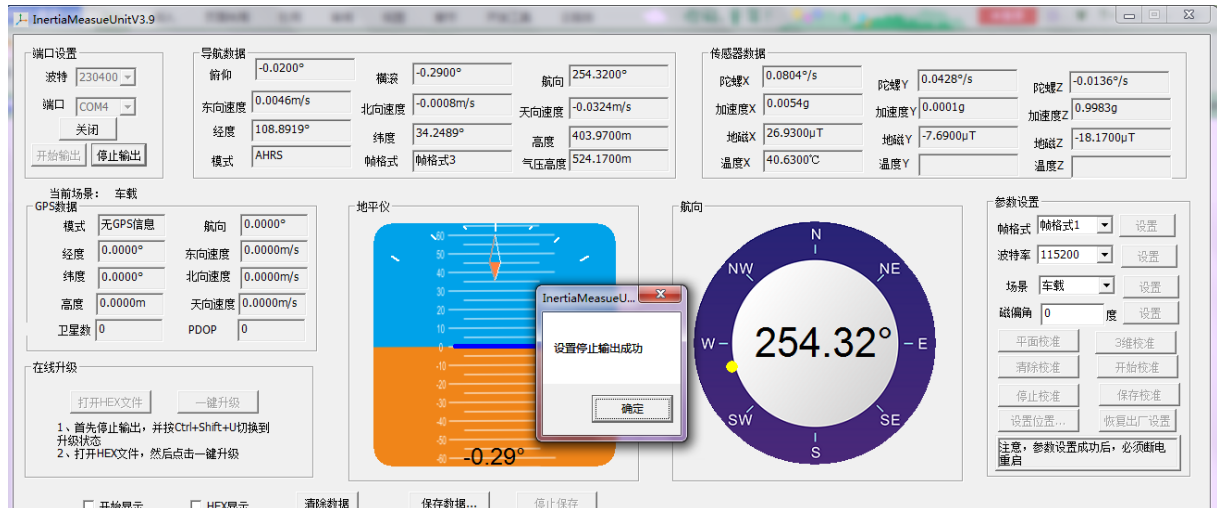 InertiaMeasueUnitV3.9
端口设置
波特 230400
端口 COM4
关闭
开始输出 停止输出
导航数据
俯仰 -0.0200° 横滚 -0.2900° 航向 254.3200°
东向速度 0.0046m/s 北向速度 -0.0008m/s 天向速度 -0.0324m/s
经度 108.8919° 纬度 34.2489° 高度 403.9700m
模式 AHRS 帧格式 帧格式3 气压高度 524.1700m
传感器数据
陀螺X 0.0804°/s 陀螺Y 0.0428°/s 陀螺Z -0.0136°/s
加速度X 0.0054g 加速度Y 0.0001g 加速度Z 0.9983g
地磁X 26.9300μT 地磁Y -7.6900μT 地磁Z -18.1700μT
温度X 40.6300℃ 温度Y 温度Z
当前场景: 车载
GPS数据
模式 无GPS信息 航向 0.0000°
经度 0.0000° 东向速度 0.0000m/s
纬度 0.0000° 北向速度 0.0000m/s
高度 0.0000m 天向速度 0.0000m/s
卫星数 0 PDOP 0
在线升级
打开HEX文件 一键升级
1、首先停止输出，并按Ctrl+Shift+U切换到
升级状态
2、打开HEX文件，然后点击一键升级
地平仪
60
50
40
30
20
10
0
-10
-20
-30
-40
-50
-60
-0.29°
InertiaMeasueU...
设置停止输出成功
确定
航向
N
NW NE
W 254.32° E
SW SE
S
参数设置
帧格式 帧格式1 设置
波特率 115200 设置
场景 车载 设置
磁偏角 0 度 设置
平面校准 3维校准
清除校准 开始校准
停止校准 保存校准
设置位置... 恢复出厂设置
注意，参数设置成功后，必须断电
重启
开始显示 HEX显示 清除数据 保存数据... 停止保存